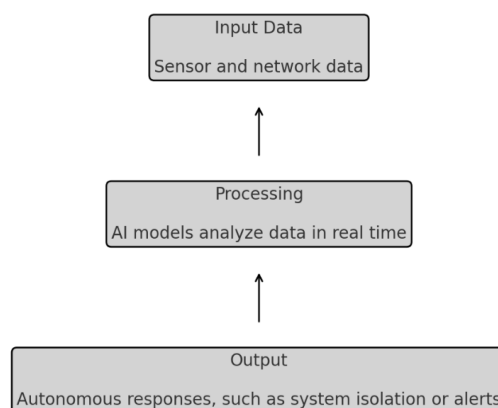 Input Data
Sensor and network data
Processing
AI models analyze data in real time
Output
Autonomous responses, such as system isolation or alerts